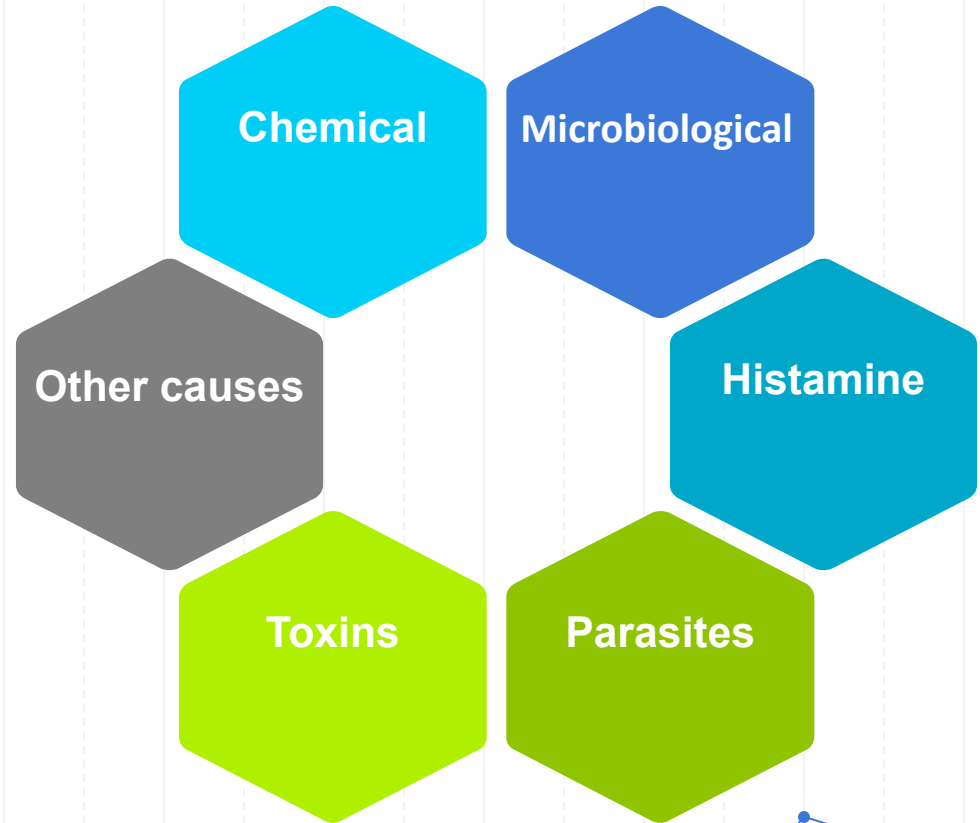 Chemical
Microbiological
Other causes
Histamine
Toxins
Parasites